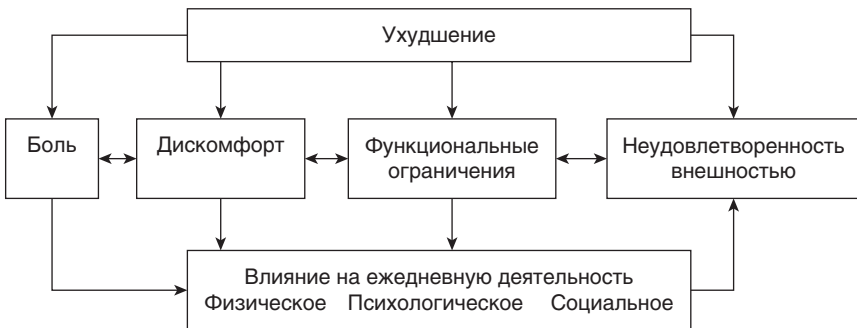 Ухудшение
Боль
Дискомфорт
Функциональные
ограничения
Неудовлетворенность
внешностью
Влияние на ежедневную деятельность
Физическое Психологическое Социальное